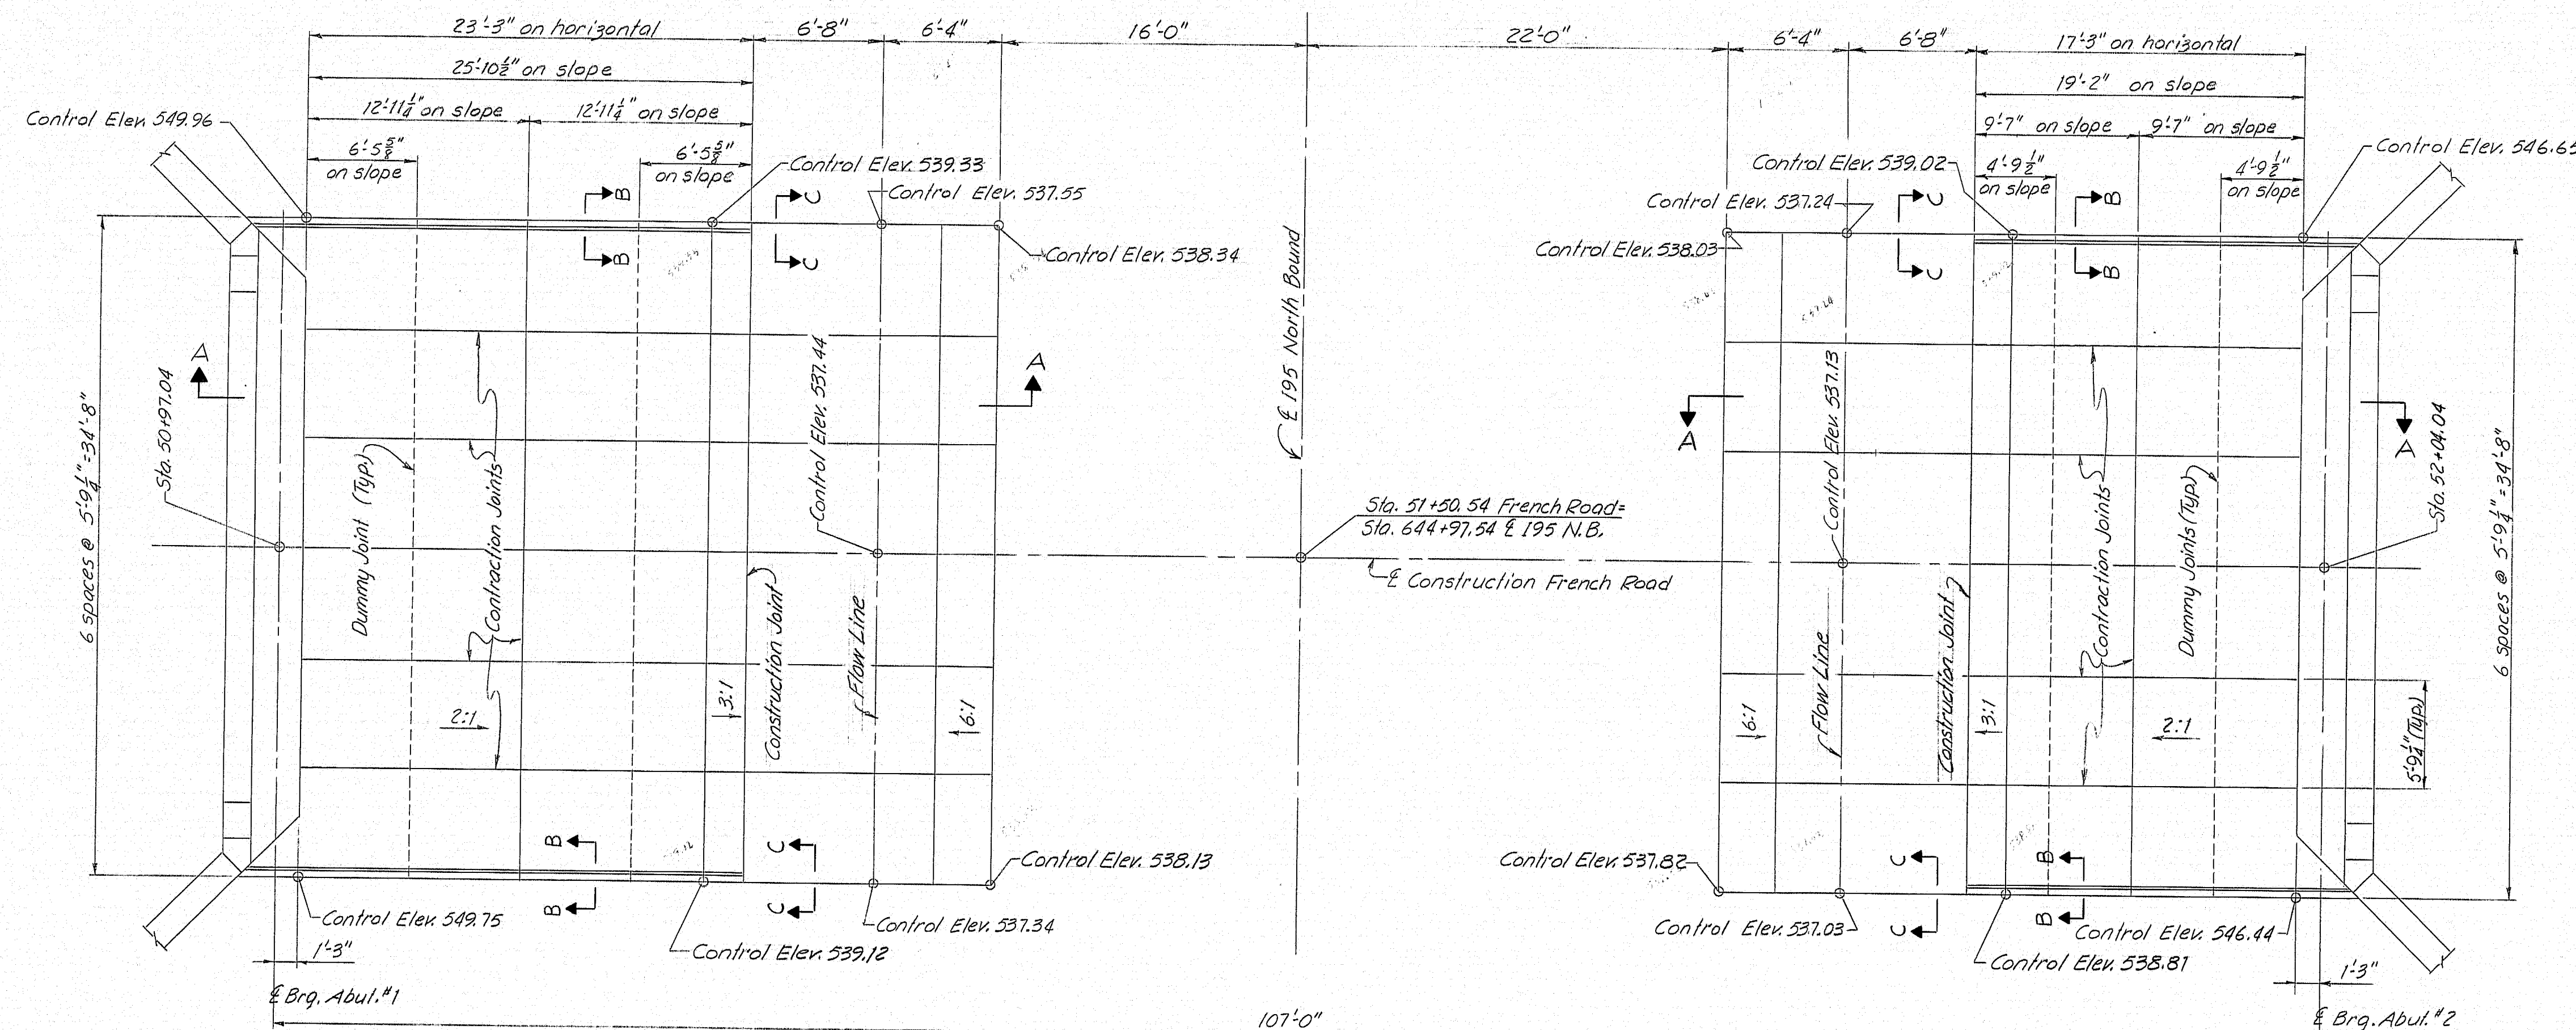 23'-3" on horizontal
6'-8"
6'-4"
16'-0"
22'-0"
6'-4"
6'-8"
17'-3" on horizontal
25'-10½" on slope
19'-2" on slope
12'-11¼" on slope
12'-11¼" on slope
9'-7" on slope
9'-7" on slope
Control Elev. 549.96
6'-5⅝"
on slope
6'-5⅝"
on slope
Control Elev. 539.33
Control Elev. 537.55
Control Elev. 538.34
Control Elev. 539.02
Control Elev. 537.24
Control Elev. 538.03
4'-9½"
on slope
4'-9½"
on slope
Control Elev. 546.65
B
B
C
C
C
C
B
B
A
A
A
A
6 spaces @ 5'-9¼" = 34'-8"
Sta. 50+97.04
Dummy Joint (Typ.)
Contraction Joints
Control Elev. 537.44
Construction Joint
Flow Line
2:1
3:1
6:1
℄ I95 North Bound
Sta. 51+50.54 French Road=
Sta. 644+97.54 ℄ I95 N.B.
℄ Construction French Road
Control Elev. 537.13
Flow Line
Construction Joint
Contraction Joints
Dummy Joints (Typ.)
6:1
3:1
2:1
Sta. 52+04.04
5'-9¼" (Typ.)
6 spaces @ 5'-9¼" = 34'-8"
B
B
C
C
C
C
B
B
Control Elev. 549.75
Control Elev. 539.12
Control Elev. 537.34
Control Elev. 538.13
Control Elev. 537.82
Control Elev. 537.03
Control Elev. 538.81
Control Elev. 546.44
1'-3"
1'-3"
℄ Brg. Abut. #1
107'-0"
℄ Brg. Abut. #2